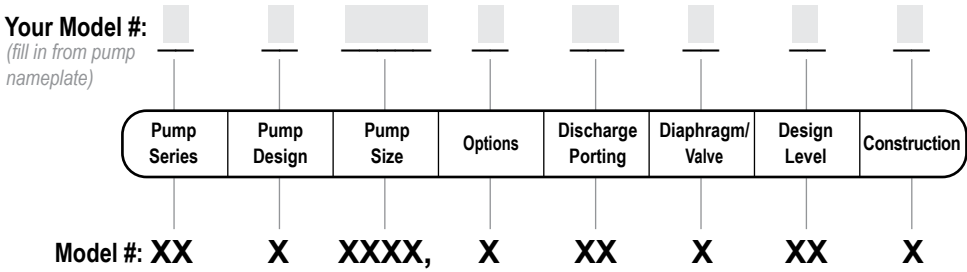 Your Model #:
(fill in from pump
nameplate)
Pump Series
Pump Design
Pump Size
Options
Discharge Porting
Diaphragm/ Valve
Design Level
Construction
Model #: XX X XXXX, X XX X XX X